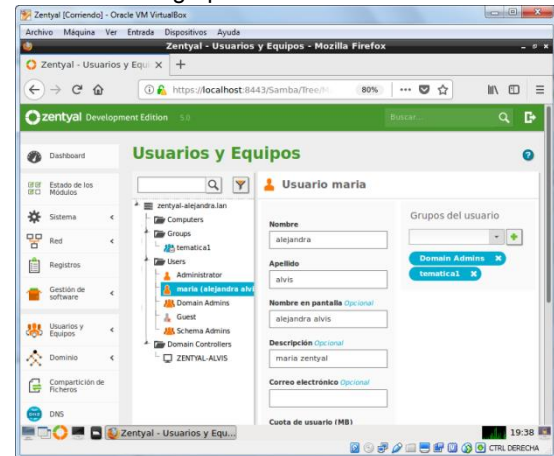 Zentyal [Corriendo] - Oracle VM VirtualBox
Archivo Máquina Ver Entrada Dispositivos Ayuda
Zentyal - Usuarios y Equipos - Mozilla Firefox
Zentyal - Usuarios y Equi
https://localhost:8443/Samba/Tree/
80%
zentyal Development Edition 5.0
Buscar...
Dashboard
Estado de los Módulos
Sistema
Red
Registros
Gestión de software
Usuarios y Equipos
Dominio
Compartición de Ficheros
DNS
Usuarios y Equipos
zentyal-alejandra.lan
Computers
Groups
tematica1
Users
Administrator
maria (alejandra alvi
Domain Admins
Guest
Schema Admins
Domain Controllers
ZENTYAL-ALVIS
Usuario maria
Nombre
alejandra
Apellido
alvis
Nombre en pantalla Opcional
alejandra alvis
Descripción Opcional
maria zentyal
Correo electrónico Opcional
Cuota de usuario (MB)
Grupos del usuario
Domain Admins x
tematica1 x
Zentyal - Usuarios y Equ...
19:38
CTRL DERECHA